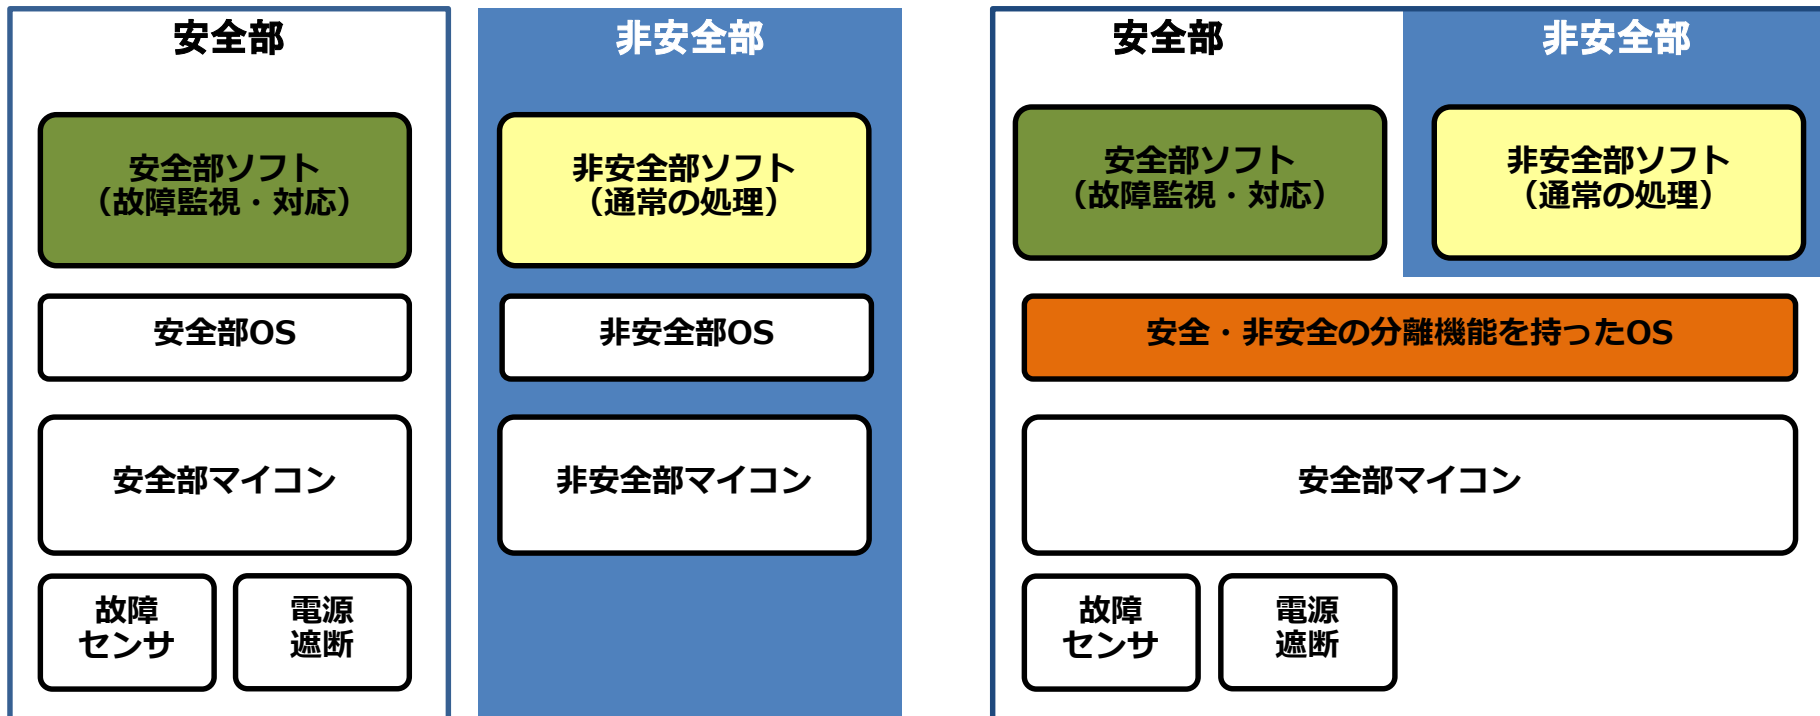 安全部
安全部ソフト
（故障監視・対応）
安全部OS
安全部マイコン
故障
センサ
電源
遮断
非安全部
非安全部ソフト
（通常の処理）
非安全部OS
非安全部マイコン
安全部
非安全部
安全部ソフト
（故障監視・対応）
非安全部ソフト
（通常の処理）
安全・非安全の分離機能を持ったOS
安全部マイコン
故障
センサ
電源
遮断